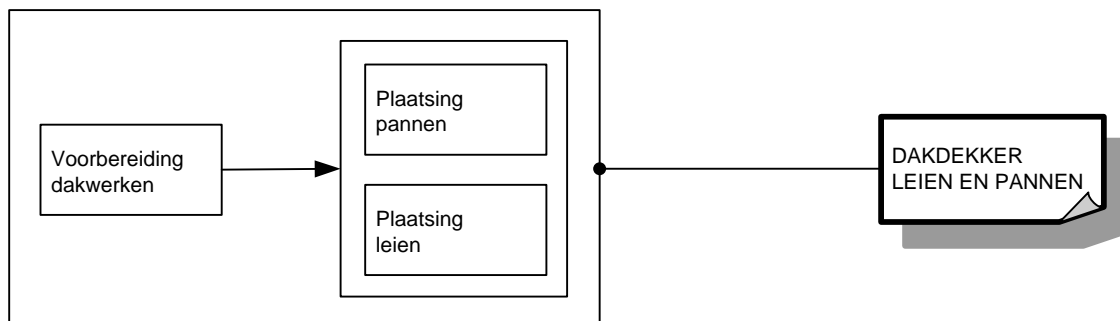 Voorbereiding
dakwerken
Plaatsing
pannen
Plaatsing
leien
DAKDEKKER
LEIEN EN PANNEN